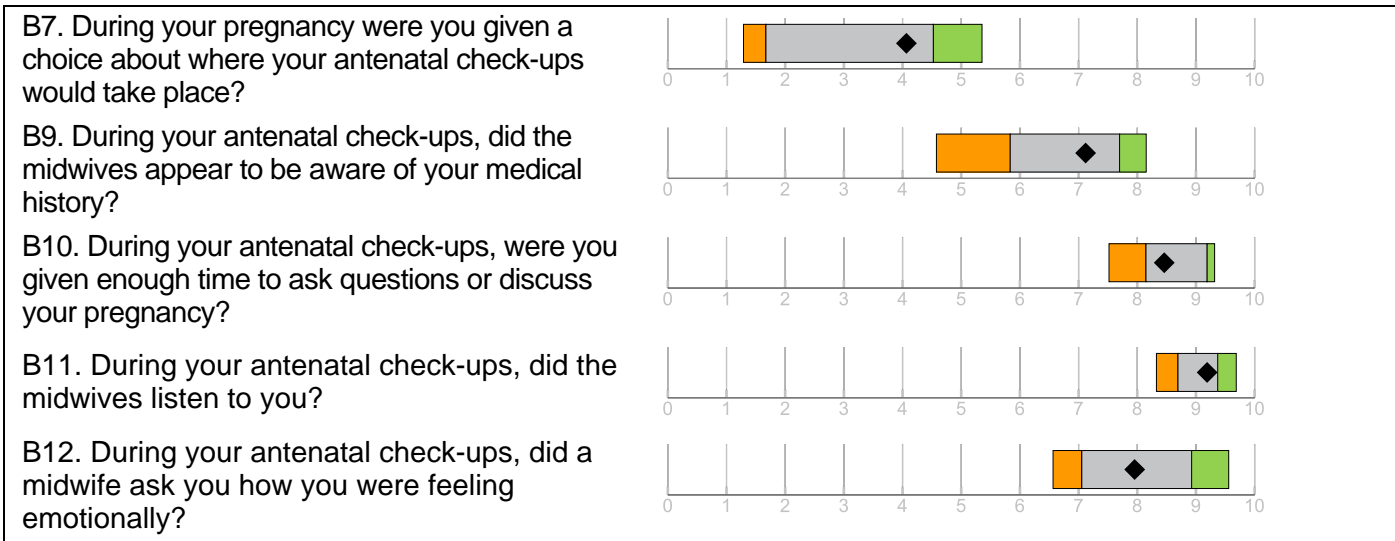 B7. During your pregnancy were you given a
choice about where your antenatal check-ups
would take place?
0 1 2 3 4 5 6 7 8 9 10
B9. During your antenatal check-ups, did the
midwives appear to be aware of your medical
history?
0 1 2 3 4 5 6 7 8 9 10
B10. During your antenatal check-ups, were you
given enough time to ask questions or discuss
your pregnancy?
0 1 2 3 4 5 6 7 8 9 10
B11. During your antenatal check-ups, did the
midwives listen to you?
0 1 2 3 4 5 6 7 8 9 10
B12. During your antenatal check-ups, did a
midwife ask you how you were feeling
emotionally?
0 1 2 3 4 5 6 7 8 9 10